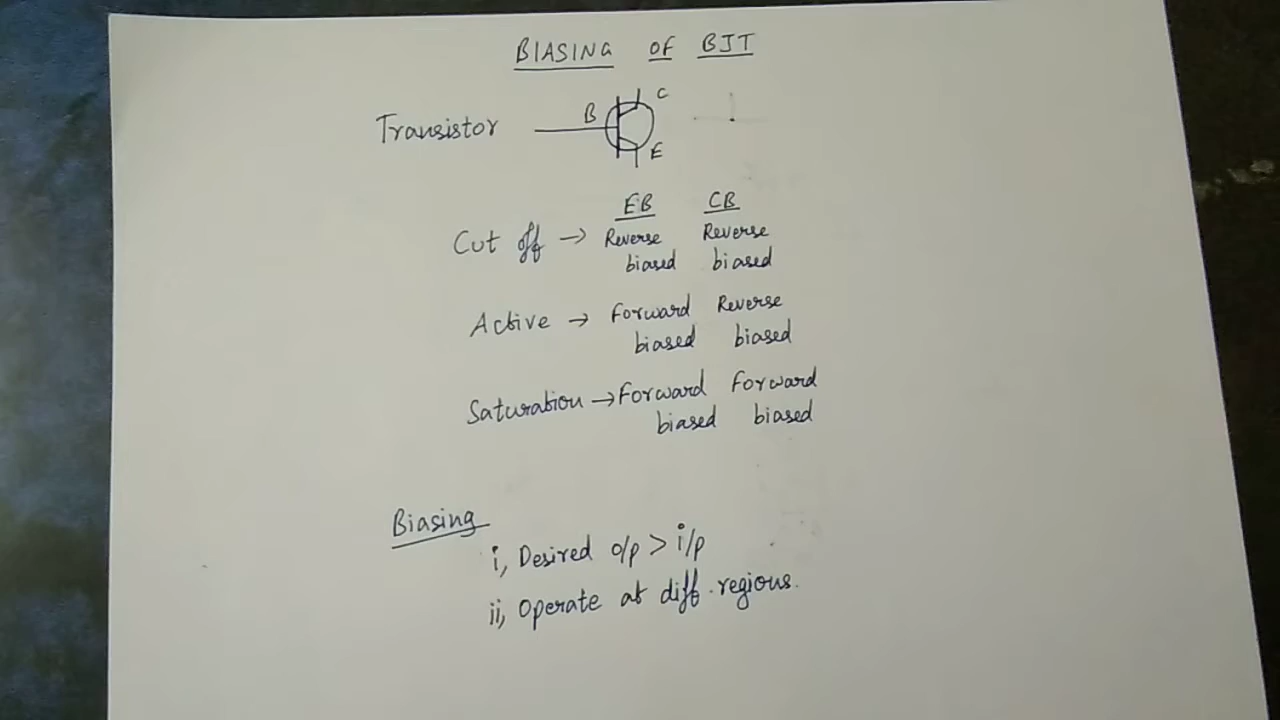 BIASING OF BJT
Transistor B C
E
EB CB
Cut off → Reverse Reverse
biased biased
Active → Forward Reverse
biased biased
Saturation → Forward Forward
biased biased
Biasing
i, Desired o/p > i/p
ii, Operate at diff. regions.